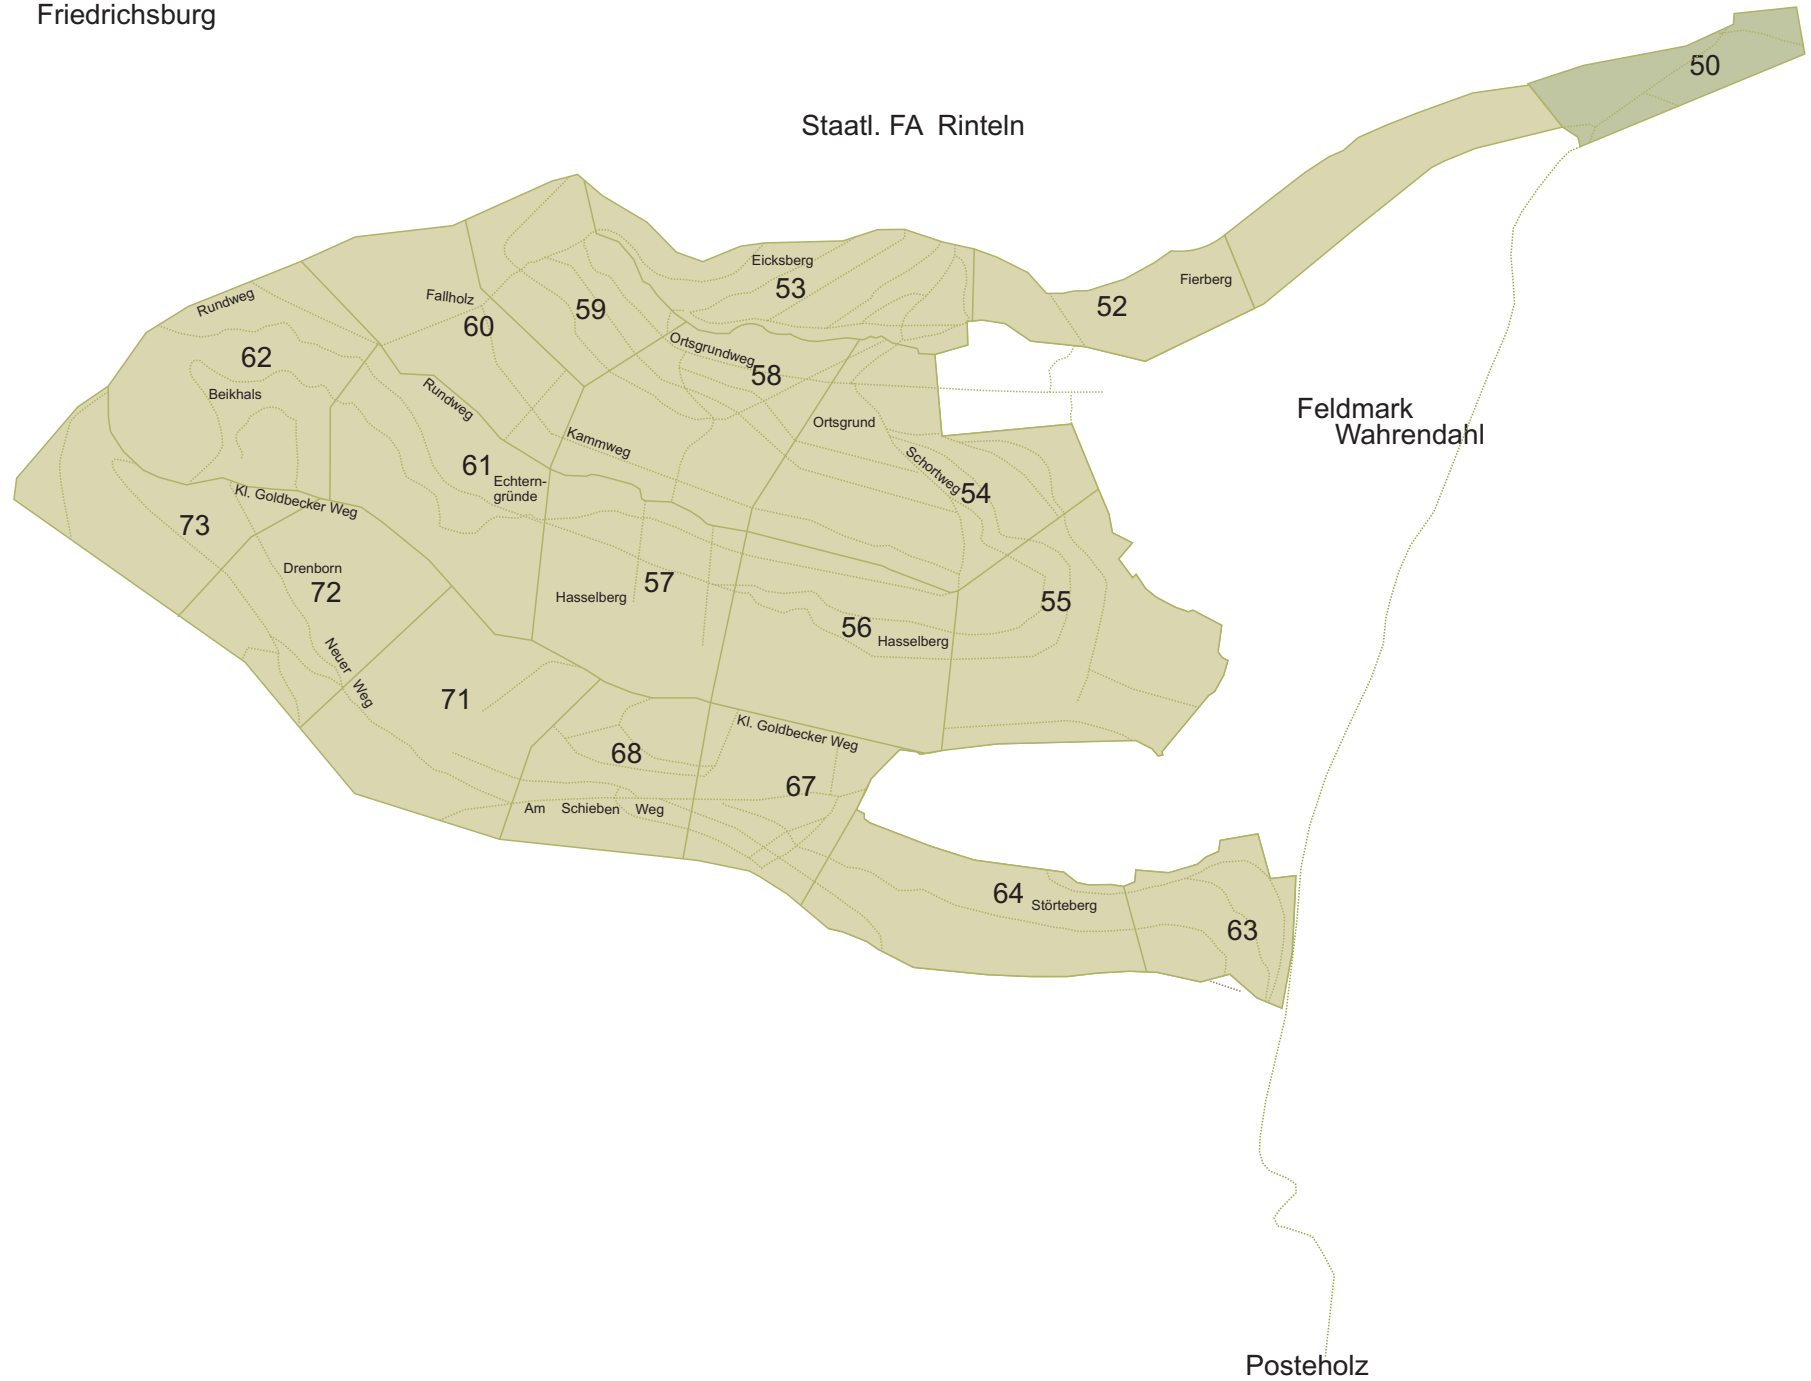 Friedrichsburg
50
Staatl. FA Rinteln
Eicksberg
53
Fierberg
52
Rundweg
Fallholz
60
59
62
Ortsgrundweg
58
Beikhals
Rundweg
Feldmark
Wahrendahl
Ortsgrund
Kammweg
Schortweg
54
61
Echtern-
gründe
Kl. Goldbecker Weg
73
Drenborn
72
57
Hasselberg
55
56
Hasselberg
Neuer
Weg
71
Kl. Goldbecker Weg
68
67
Am Schieben Weg
64
Störteberg
63
Posteholz